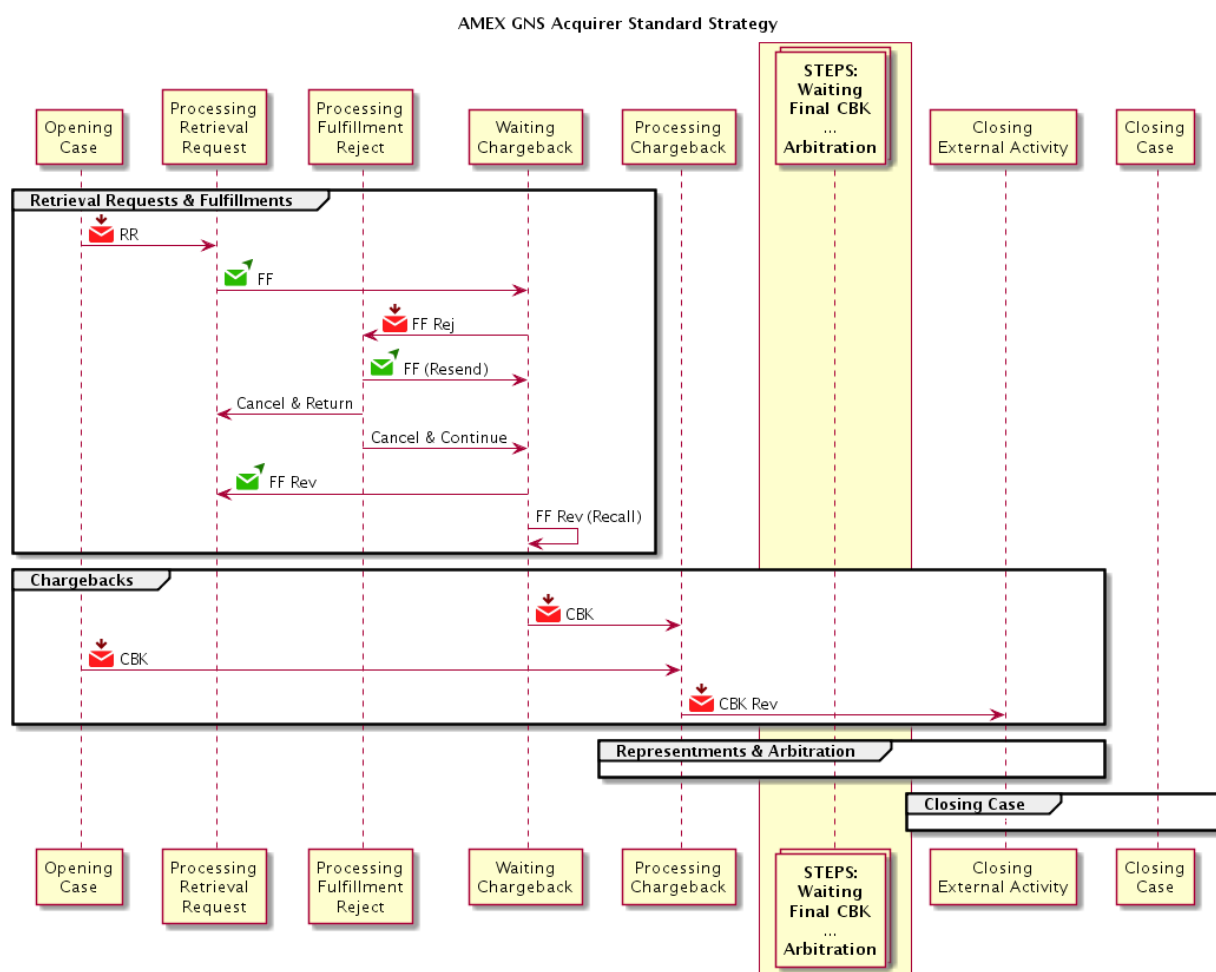 AMEX GNS Acquirer Standard Strategy
Opening
Case
Processing
Retrieval
Request
Processing
Fulfillment
Reject
Waiting
Chargeback
Processing
Chargeback
STEPS:
Waiting
Final CBK
...
Arbitration
Closing
External Activity
Closing
Case
Retrieval Requests & Fulfillments
RR
FF
FF Rej
FF (Resend)
Cancel & Return
Cancel & Continue
FF Rev
FF Rev (Recall)
Chargebacks
CBK
CBK
CBK Rev
Representments & Arbitration
Closing Case
Opening
Case
Processing
Retrieval
Request
Processing
Fulfillment
Reject
Waiting
Chargeback
Processing
Chargeback
STEPS:
Waiting
Final CBK
...
Arbitration
Closing
External Activity
Closing
Case